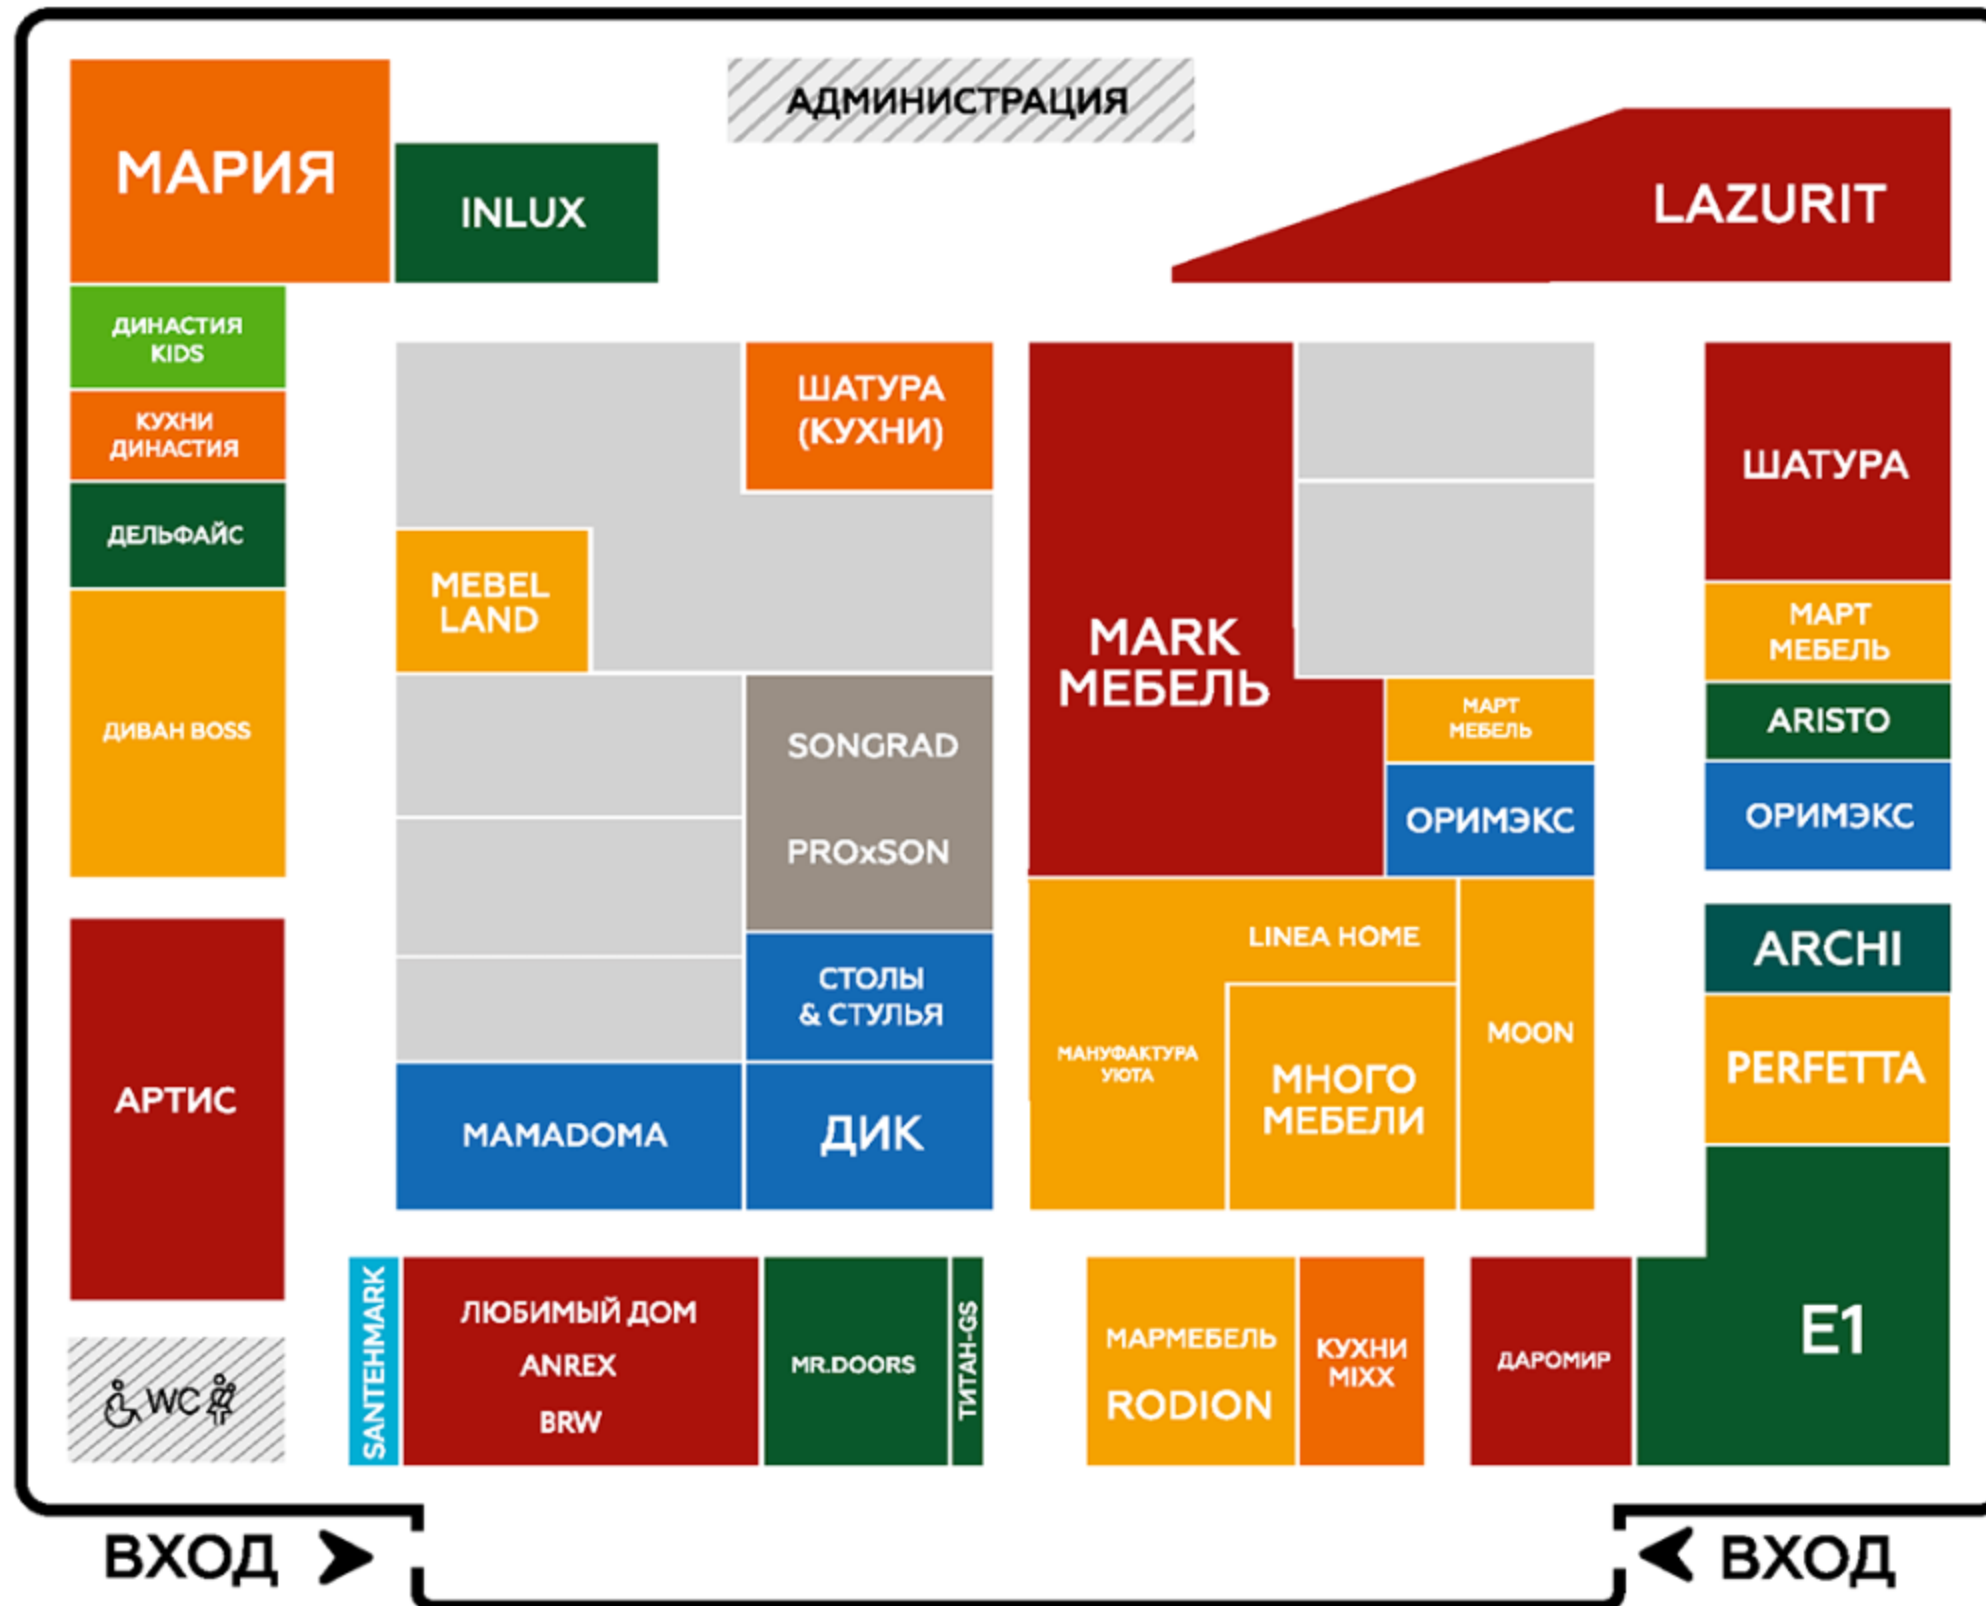 АДМИНИСТРАЦИЯ
МАРИЯ
INLUX
LAZURIT
ДИНАСТИЯ
KIDS
КУХНИ
ДИНАСТИЯ
ДЕЛЬФАЙС
ДИВАН BOSS
АРТИС
WC
ШАТУРА
(КУХНИ)
MEBEL
LAND
SONGRAD
PROxSON
СТОЛЫ
& СТУЛЬЯ
MAMADOMA
ДИК
MARK
МЕБЕЛЬ
МАРТ
МЕБЕЛЬ
ОРИМЭКС
LINEA HOME
МАНУФАКТУРА
УЮТА
МНОГО
МЕБЕЛИ
MOON
ШАТУРА
МАРТ
МЕБЕЛЬ
ARISTO
ОРИМЭКС
ARCHI
PERFETTA
E1
SANTEHMARK
ЛЮБИМЫЙ ДОМ
ANREX
BRW
MR.DOORS
ТИТАН-GS
МАРМЕБЕЛЬ
RODION
КУХНИ
MIXX
ДАРОМИР
ВХОД
ВХОД